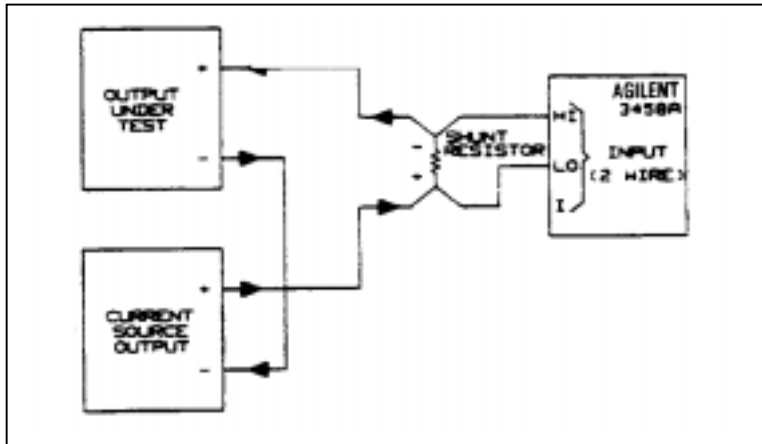 OUTPUT
UNDER
TEST
+
-
CURRENT
SOURCE
OUTPUT
+
-
-
+
SHUNT
RESISTOR
AGILENT
3458A
HI
LO
I
INPUT
(2 WIRE)